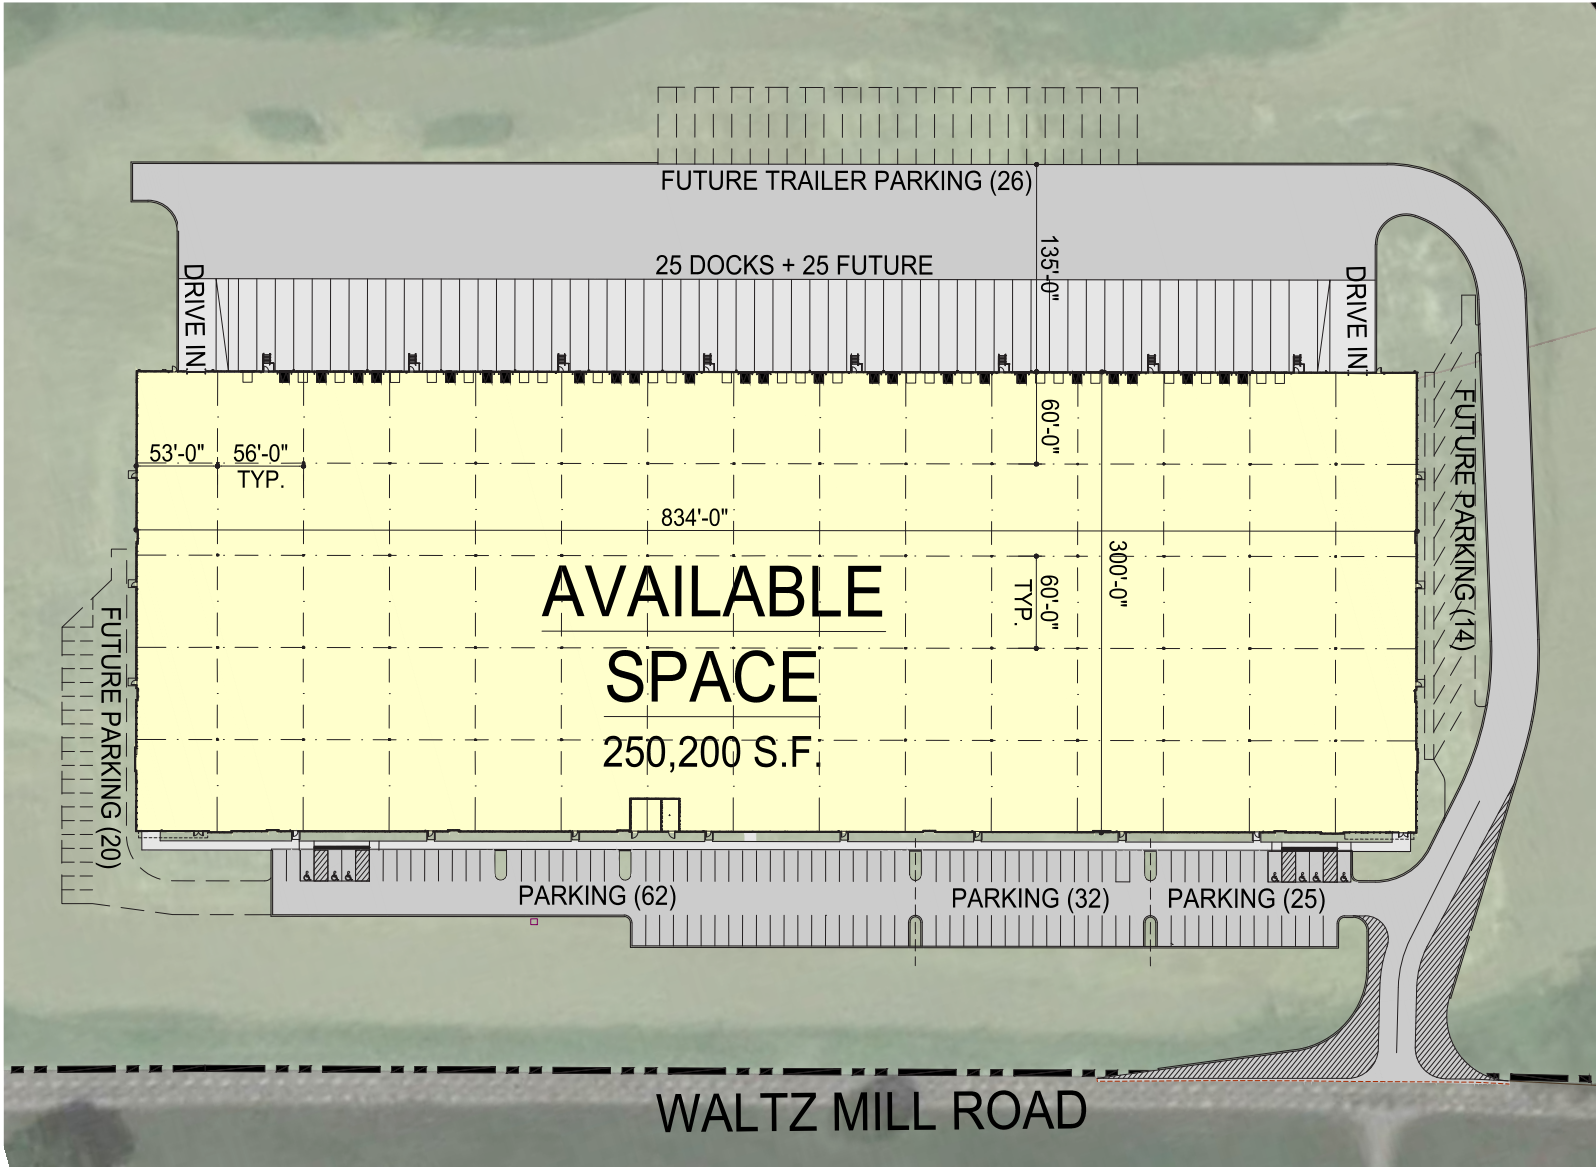 FUTURE TRAILER PARKING (26)
135'-0"
25 DOCKS + 25 FUTURE
DRIVE IN
DRIVE IN
53'-0"
56'-0"
TYP.
60'-0"
834'-0"
300'-0"
60'-0"
TYP.
AVAILABLE
SPACE
250,200 S.F.
FUTURE PARKING (14)
FUTURE PARKING (20)
PARKING (62)
PARKING (32)
PARKING (25)
WALTZ MILL ROAD